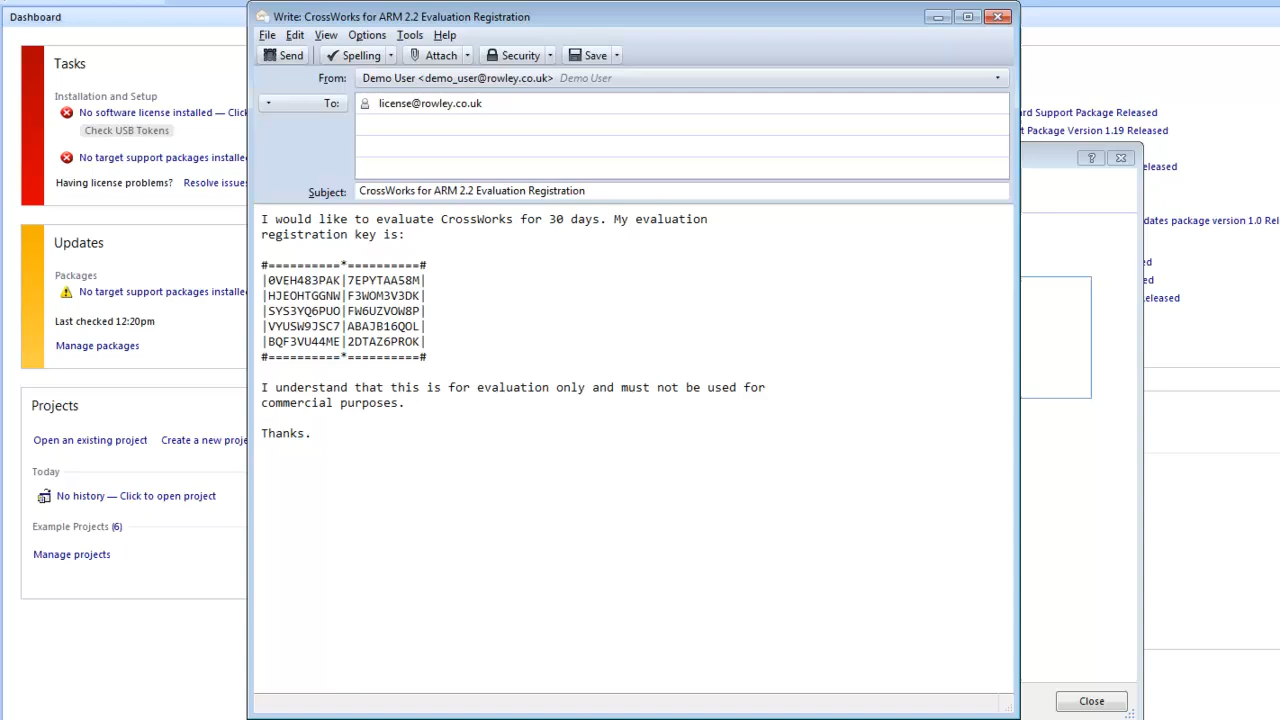 Dashboard
Tasks
Installation and Setup
No software license installed — Clic
Check USB Tokens
No target support packages installe
Having license problems? Resolve issues
Updates
Packages
No target support packages installe
Last checked 12:20pm
Manage packages
Projects
Open an existing project Create a new proje
Today
No history — Click to open project
Example Projects (6)
Manage projects
Write: CrossWorks for ARM 2.2 Evaluation Registration
File Edit View Options Tools Help
Send Spelling Attach Security Save
From: Demo User <demo_user@rowley.co.uk> Demo User
To: license@rowley.co.uk
Subject: CrossWorks for ARM 2.2 Evaluation Registration
I would like to evaluate CrossWorks for 30 days. My evaluation
registration key is:
#==========*==========#
|0VEH483PAK|7EPYTAA58M|
|HJEOHTGGNW|F3WOM3V3DK|
|SYS3YQ6PUO|FW6UZVOW8P|
|VYUSW9JSC7|ABAJB16QOL|
|BQF3VU44ME|2DTAZ6PROK|
#==========*==========#
I understand that this is for evaluation only and must not be used for
commercial purposes.
Thanks.
rd Support Package Released
t Package Version 1.19 Released
eleased
dates package version 1.0 Rel
ed
ed
eleased
?
Close